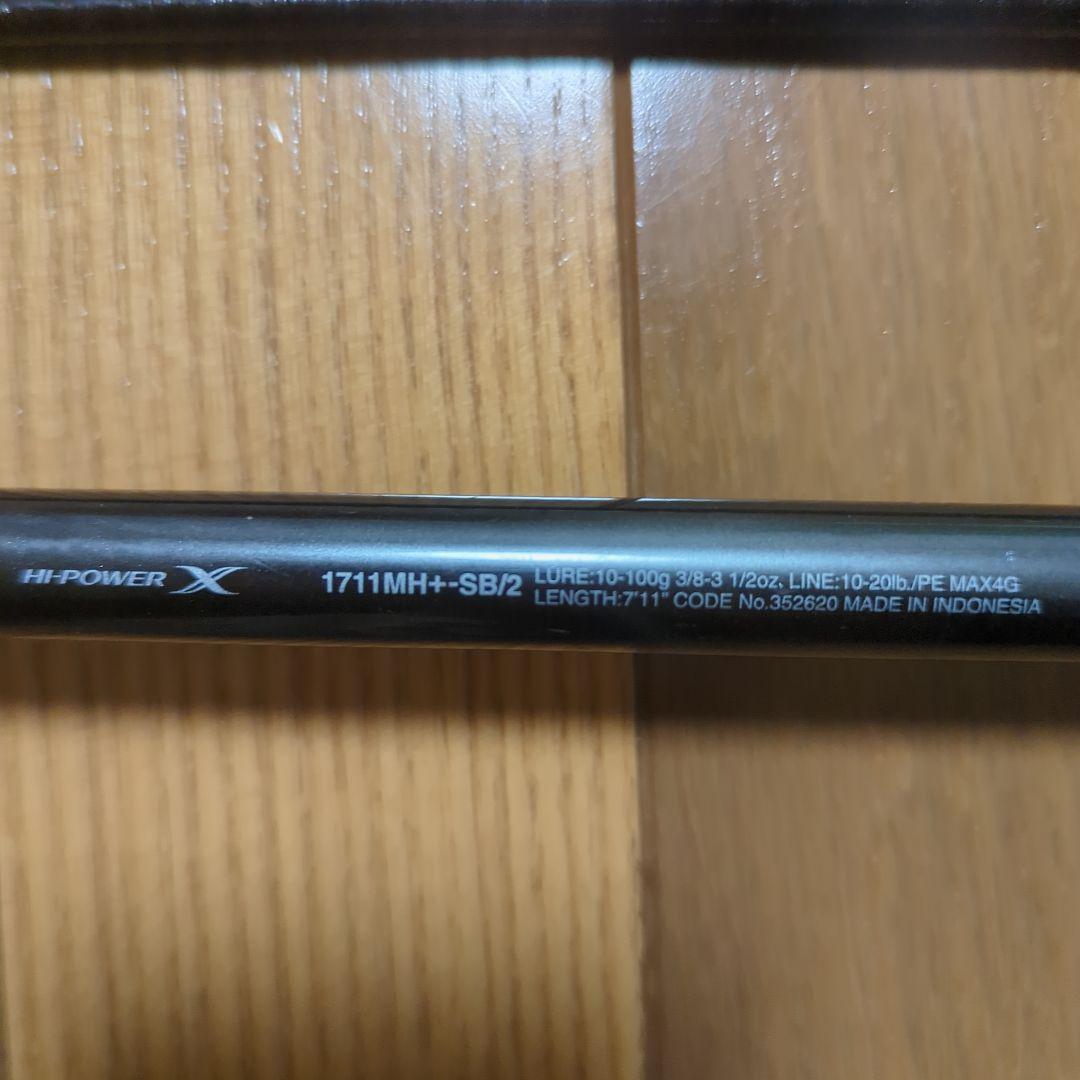 HI-POWER X 1711MH+-SB/2
LURE:10-100g 3/8-3 1/2oz. LINE:10-20lb./PE MAX4G
LENGTH:7'11" CODE No.352620 MADE IN INDONESIA